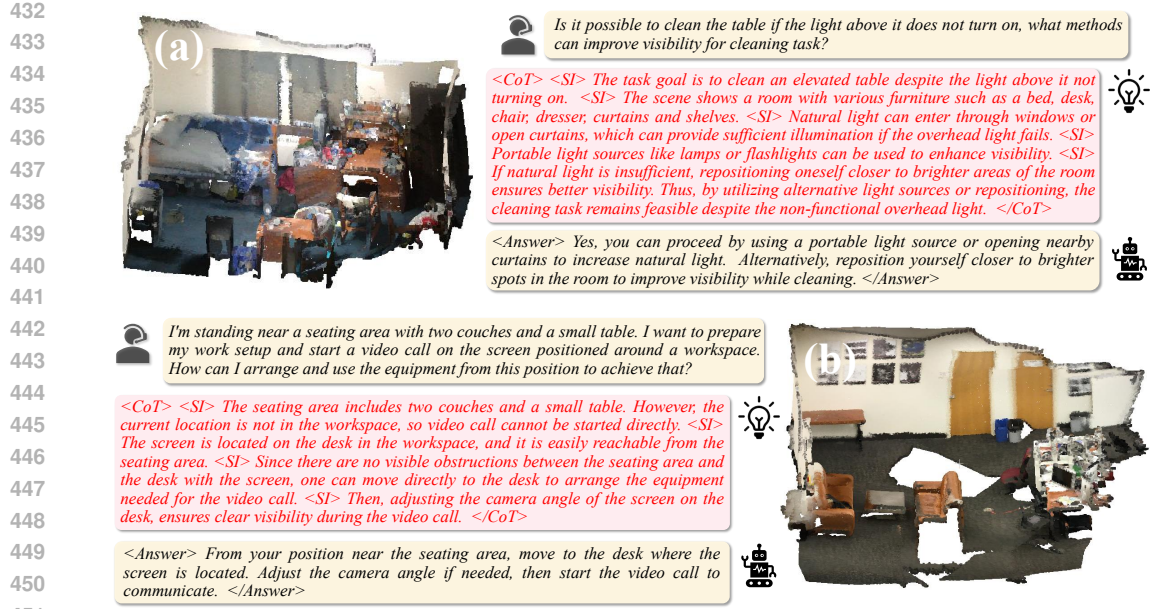 432
433
434
435
436
437
438
439
440
441
442
443
444
445
446
447
448
449
450
(a)
Is it possible to clean the table if the light above it does not turn on, what methods
can improve visibility for cleaning task?
<CoT> <SI> The task goal is to clean an elevated table despite the light above it not
turning on. <SI> The scene shows a room with various furniture such as a bed, desk,
chair, dresser, curtains and shelves. <SI> Natural light can enter through windows or
open curtains, which can provide sufficient illumination if the overhead light fails. <SI>
Portable light sources like lamps or flashlights can be used to enhance visibility. <SI>
If natural light is insufficient, repositioning oneself closer to brighter areas of the room
ensures better visibility. Thus, by utilizing alternative light sources or repositioning, the
cleaning task remains feasible despite the non-functional overhead light. </CoT>
<Answer> Yes, you can proceed by using a portable light source or opening nearby
curtains to increase natural light. Alternatively, reposition yourself closer to brighter
spots in the room to improve visibility while cleaning. </Answer>
I'm standing near a seating area with two couches and a small table. I want to prepare
my work setup and start a video call on the screen positioned around a workspace.
How can I arrange and use the equipment from this position to achieve that?
<CoT> <SI> The seating area includes two couches and a small table. However, the
current location is not in the workspace, so video call cannot be started directly. <SI>
The screen is located on the desk in the workspace, and it is easily reachable from the
seating area. <SI> Since there are no visible obstructions between the seating area and
the desk with the screen, one can move directly to the desk to arrange the equipment
needed for the video call. <SI> Then, adjusting the camera angle of the screen on the
desk, ensures clear visibility during the video call. </CoT>
<Answer> From your position near the seating area, move to the desk where the
screen is located. Adjust the camera angle if needed, then start the video call to
communicate. </Answer>
(b)